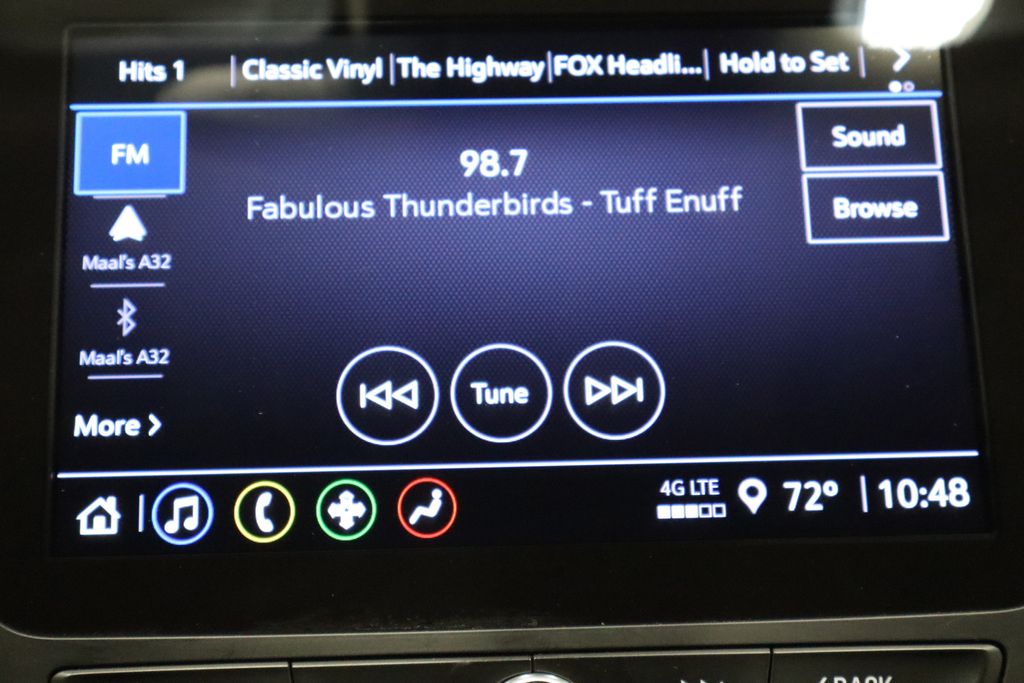 Hits 1 Classic Vinyl The Highway FOX Headli... Hold to Set >
FM
98.7
Fabulous Thunderbirds - Tuff Enuff
Sound
Browse
Maal's A32
Maal's A32
More >
Tune
4G LTE
72° 10:48
BACK